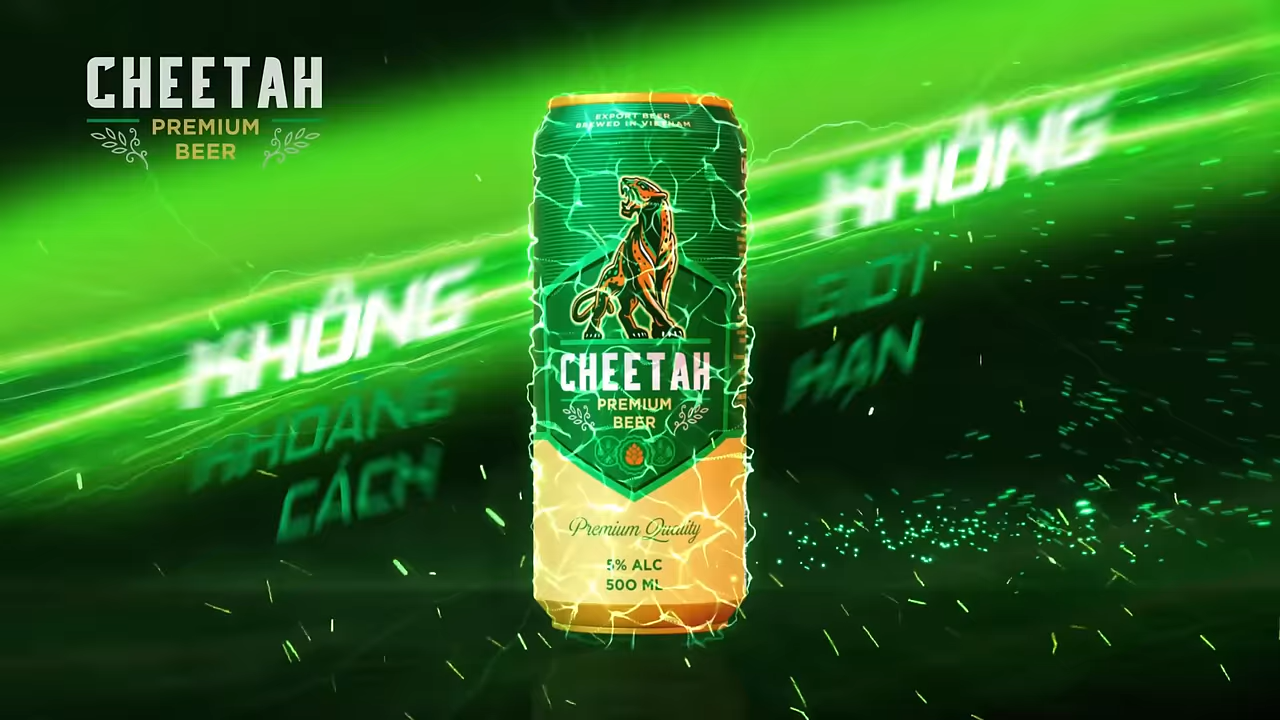 CHEETAH
PREMIUM
BEER
KHÔNG
KHOẢNG
CÁCH
EXPORT BEER
BREWED IN VIETNAM
CHEETAH
PREMIUM
BEER
Premium Quality
5% ALC
500 ML
KHÔNG
GIỚI
HẠN